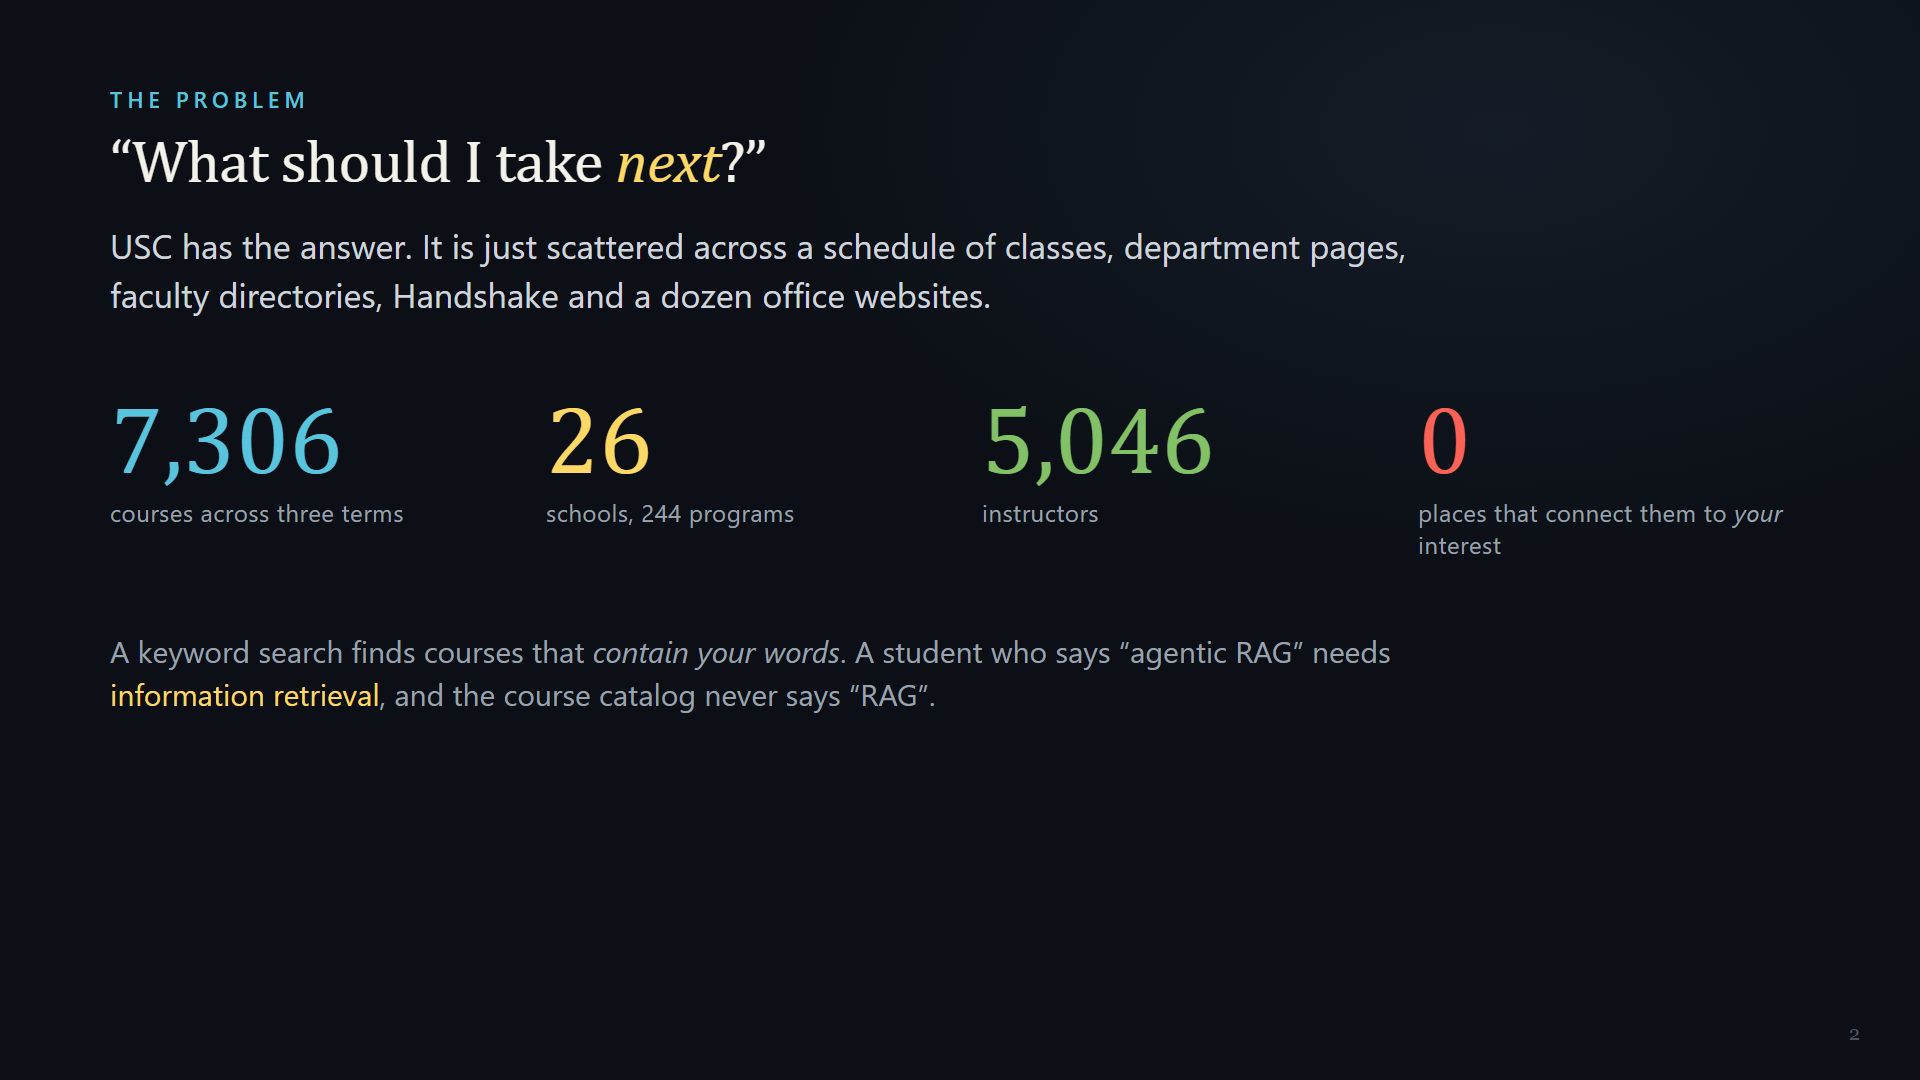 THE PROBLEM
“What should I take next?”
USC has the answer. It is just scattered across a schedule of classes, department pages,
faculty directories, Handshake and a dozen office websites.
7,306
courses across three terms
26
schools, 244 programs
5,046
instructors
0
places that connect them to your
interest
A keyword search finds courses that contain your words. A student who says “agentic RAG” needs
information retrieval, and the course catalog never says “RAG”.
2